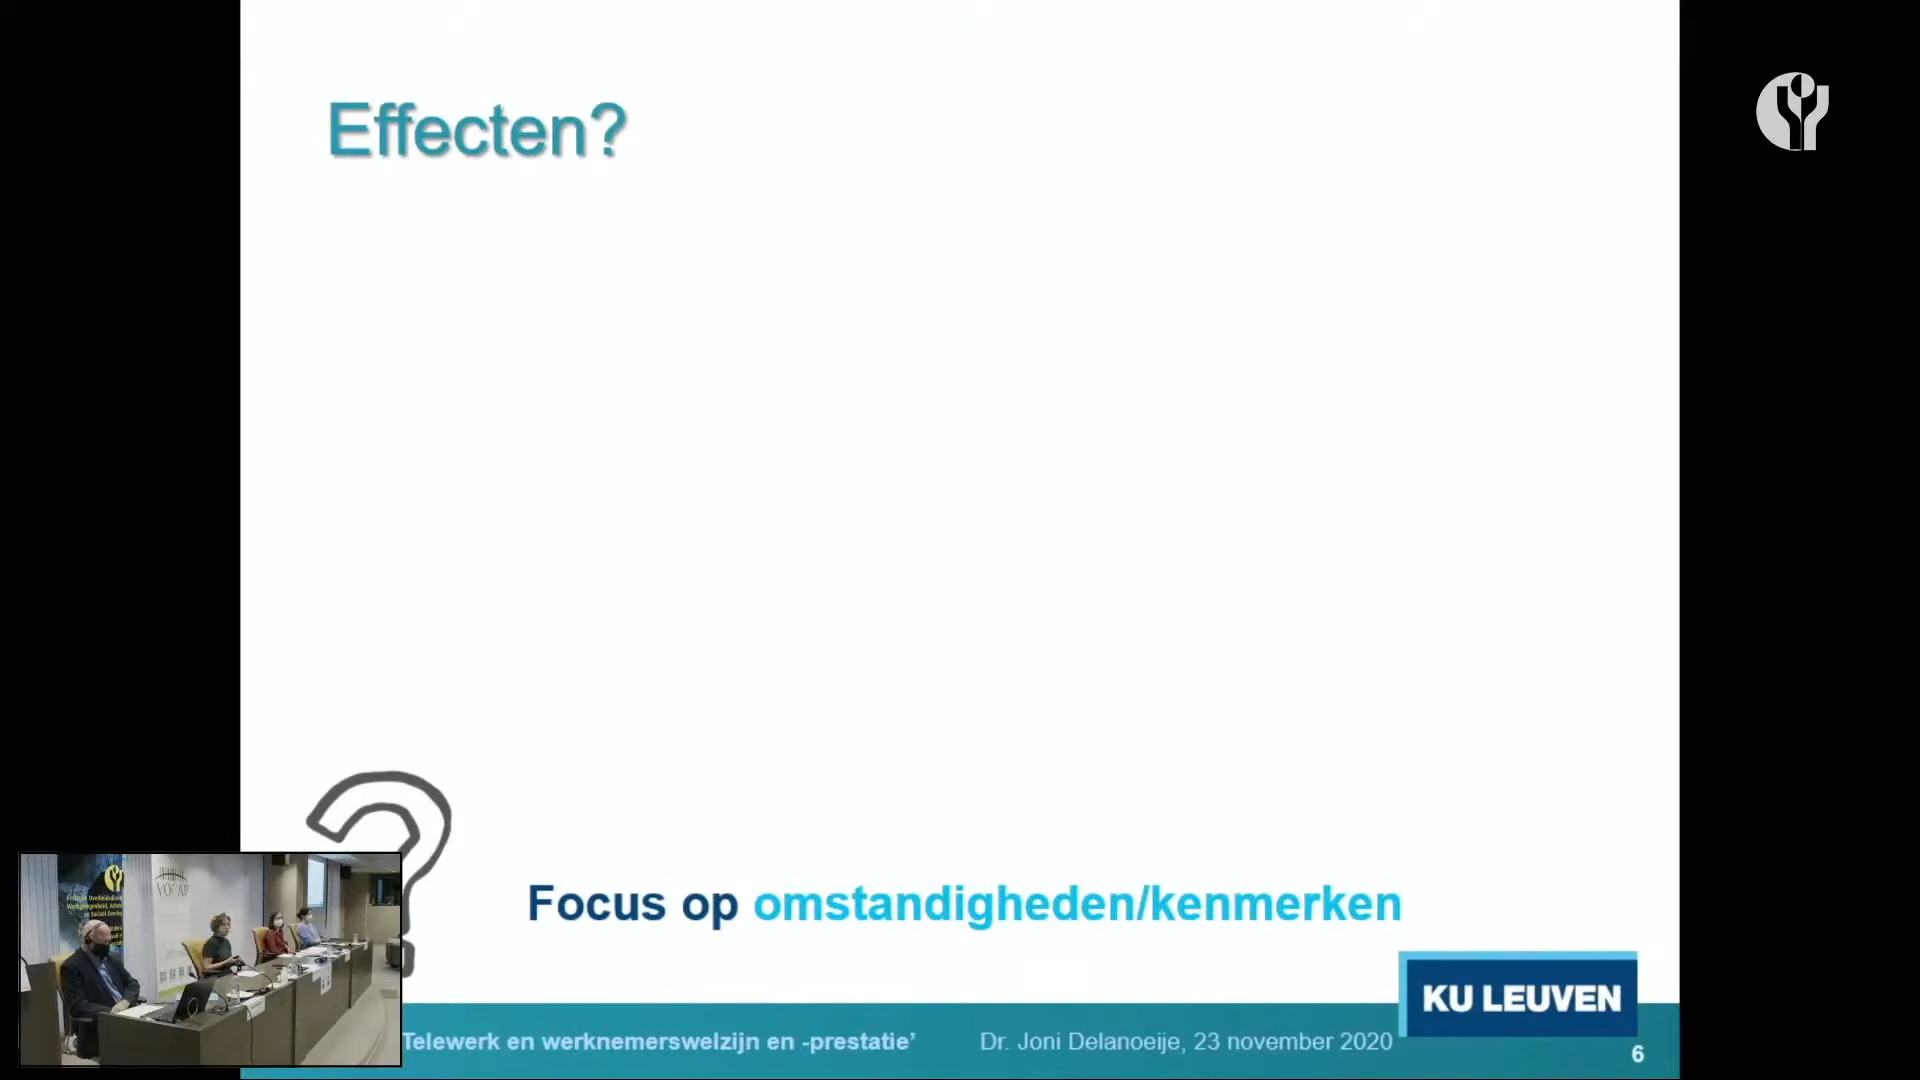 Effecten?
Focus op omstandigheden/kenmerken
KU LEUVEN
Telewerk en werknemerswelzijn en -prestatie’ Dr. Joni Delanoeije, 23 november 2020
6
VOCAP